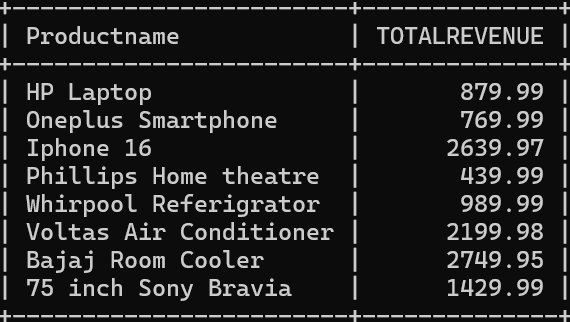 Productname TOTALREVENUE
HP Laptop 879.99
Oneplus Smartphone 769.99
Iphone 16 2639.97
Phillips Home theatre 439.99
Whirpool Referigrator 989.99
Voltas Air Conditioner 2199.98
Bajaj Room Cooler 2749.95
75 inch Sony Bravia 1429.99